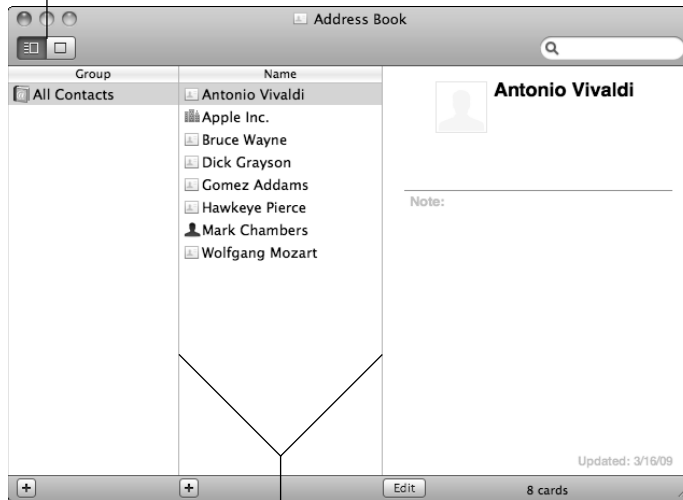 Address Book
Group
Name
All Contacts
Antonio Vivaldi
Apple Inc.
Bruce Wayne
Dick Grayson
Gomez Addams
Hawkeye Pierce
Mark Chambers
Wolfgang Mozart
Antonio Vivaldi
Note:
Updated: 3/16/09
Edit
8 cards